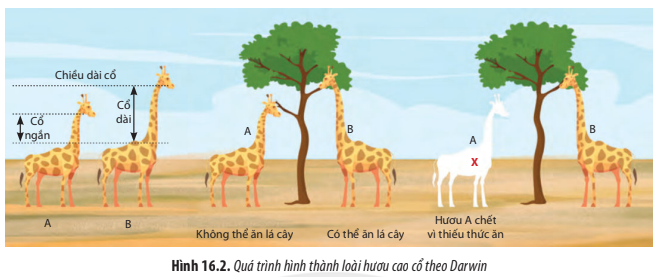 Chiều dài cổ
Cổ
ngắn
Cổ
dài
A
B
A
B
Không thể ăn lá cây
Có thể ăn lá cây
A
X
B
Hươu A chết
vì thiếu thức ăn
Hình 16.2. Quá trình hình thành loài hươu cao cổ theo Darwin